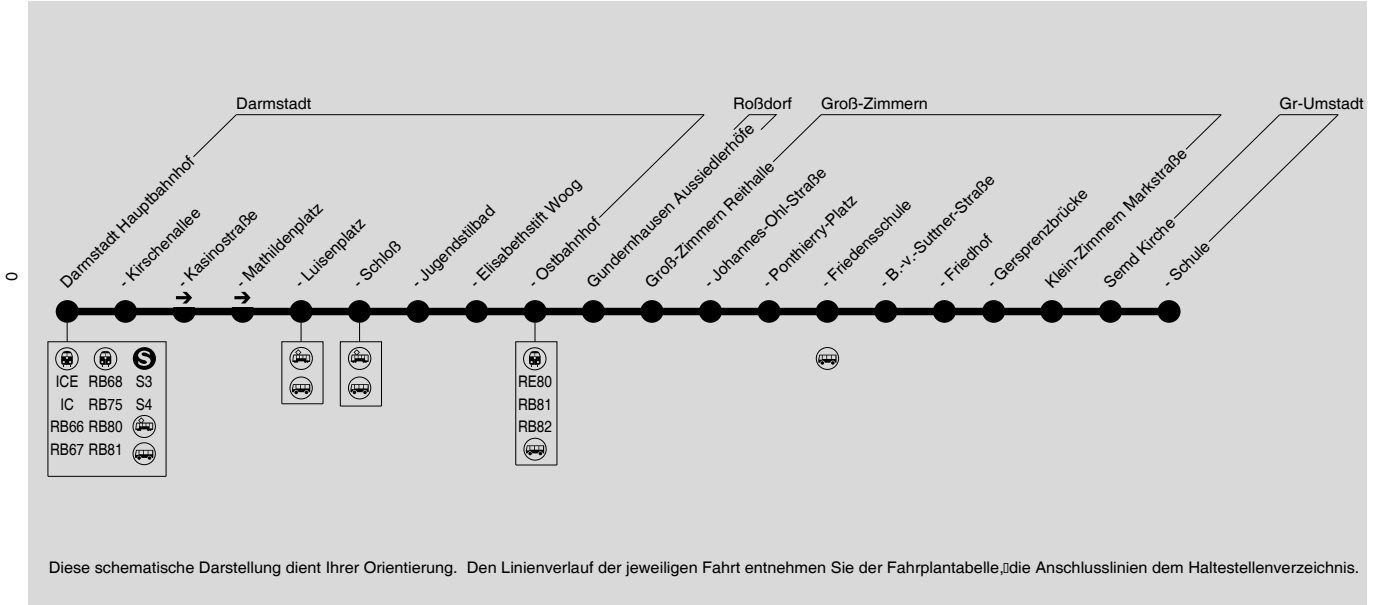 Darmstadt
Roßdorf
Groß-Zimmern
Gr-Umstadt
Darmstadt Hauptbahnhof
- Kirschenallee
- Kasinostraße
- Mathildenplatz
- Luisenplatz
- Schloß
- Jugendstilbad
- Elisabethstift Woog
- Ostbahnhof
Gundernhausen Aussiedlerhöfe
Groß-Zimmern Reithalle
- Johannes-Ohl-Straße
- Ponthierry-Platz
- Friedensschule
- B.-v.-Suttner-Straße
- Friedhof
- Gersprenzbrücke
Klein-Zimmern Markstraße
Semd Kirche
- Schule
0
S
ICE RB68 S3
IC RB75 S4
RB66 RB80
RB67 RB81
RE80
RB81
RB82
Diese schematische Darstellung dient Ihrer Orientierung. Den Linienverlauf der jeweiligen Fahrt entnehmen Sie der Fahrplantabelle,▯die Anschlusslinien dem Haltestellenverzeichnis.